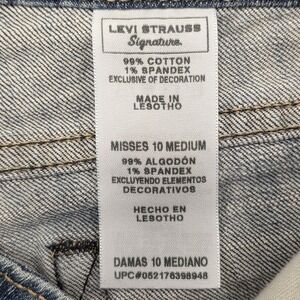 LEVI STRAUSS
Signature
99% COTTON
1% SPANDEX
EXCLUSIVE OF DECORATION
MADE IN
LESOTHO
MISSES 10 MEDIUM
99% ALGODÓN
1% SPANDEX
EXCLUYENDO ELEMENTOS
DECORATIVOS
HECHO EN
LESOTHO
DAMAS 10 MEDIANO
UPC#052176398948